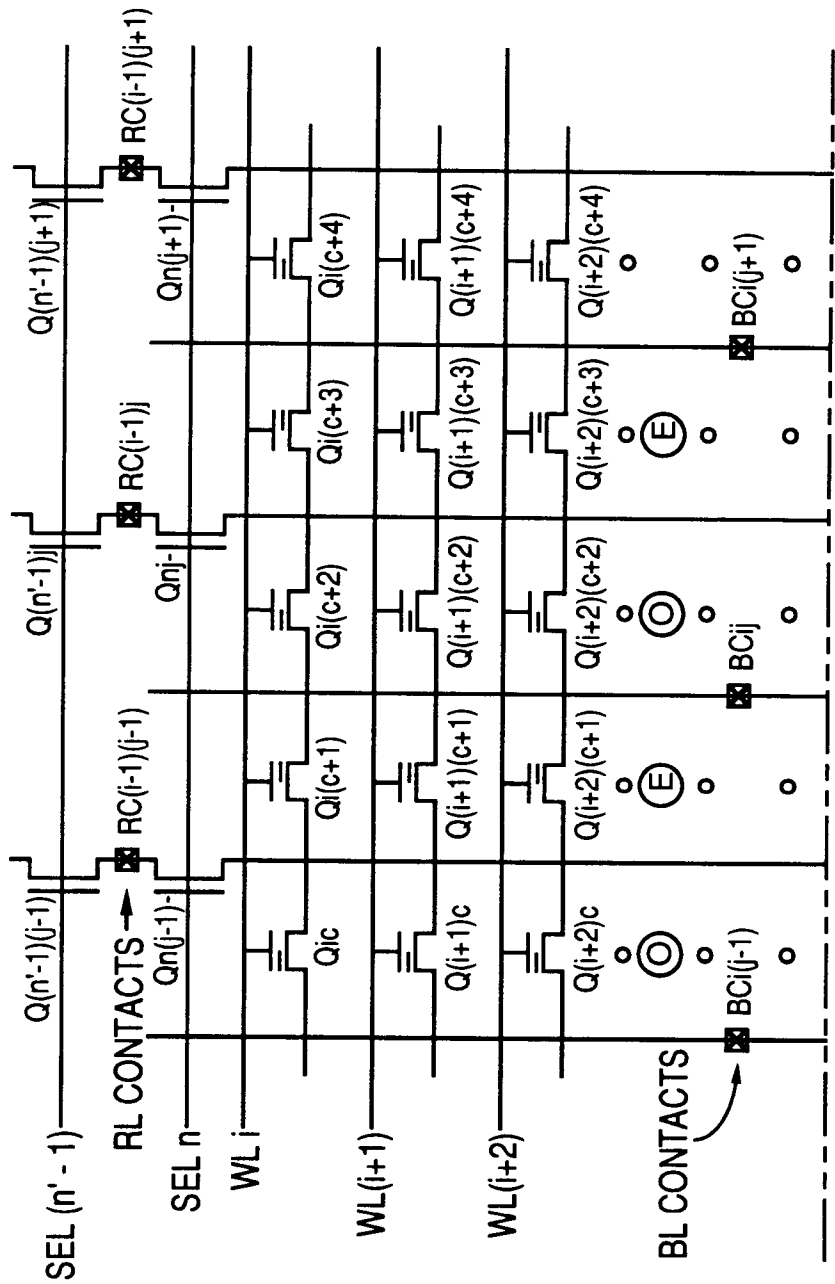 SEL (n' - 1)
Q(n'-1)(j-1)
Q(n'-1)j
Q(n'-1)(j+1)
RL CONTACTS
RC(i-1)(j-1)
RC(i-1)j
RC(i-1)(j+1)
SEL n
Qn(j-1)-
Qnj-
Qn(j+1)-
WL i
Qic
Qi(c+1)
Qi(c+2)
Qi(c+3)
Qi(c+4)
WL(i+1)
Q(i+1)c
Q(i+1)(c+1)
Q(i+1)(c+2)
Q(i+1)(c+3)
Q(i+1)(c+4)
WL(i+2)
Q(i+2)c
Q(i+2)(c+1)
Q(i+2)(c+2)
Q(i+2)(c+3)
Q(i+2)(c+4)
O
E
O
E
BL CONTACTS
BCi(j-1)
BCij
BCi(j+1)